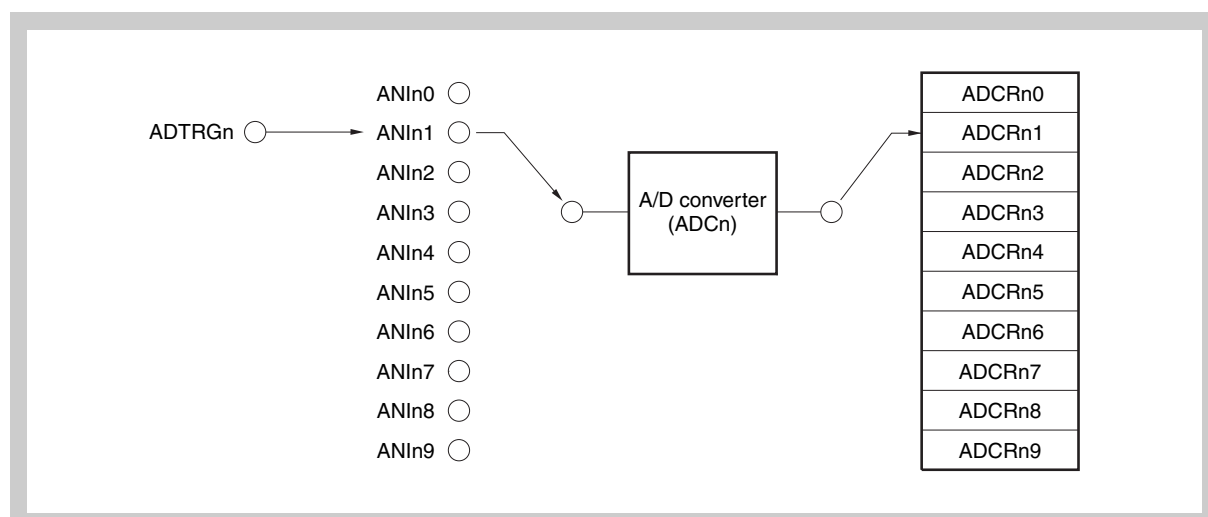 ADTRGn
ANIn0
ANIn1
ANIn2
ANIn3
ANIn4
ANIn5
ANIn6
ANIn7
ANIn8
ANIn9
A/D converter
(ADCn)
ADCRn0
ADCRn1
ADCRn2
ADCRn3
ADCRn4
ADCRn5
ADCRn6
ADCRn7
ADCRn8
ADCRn9